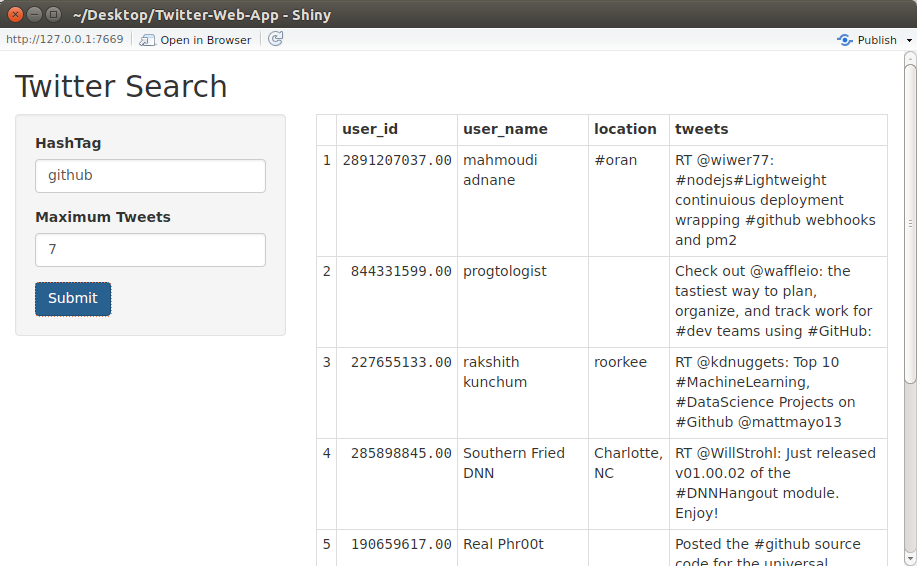 ~/Desktop/Twitter-Web-App - Shiny
http://127.0.0.1:7669 Open in Browser Publish
Twitter Search
HashTag
github
Maximum Tweets
7
Submit
user_id user_name location tweets
1 2891207037.00 mahmoudi #oran RT @wiwer77:
adnane #nodejs#Lightweight
continuious deployment
wrapping #github webhooks
and pm2
2 844331599.00 progtologist Check out @waffleio: the
tastiest way to plan,
organize, and track work for
#dev teams using #GitHub:
3 227655133.00 rakshith roorkee RT @kdnuggets: Top 10
kunchum #MachineLearning,
#DataScience Projects on
#Github @mattmayo13
4 285898845.00 Southern Fried Charlotte, RT @WillStrohl: Just released
DNN NC v01.00.02 of the
#DNNHangout module.
Enjoy!
5 190659617.00 Real Phr00t Posted the #github source
code for the universal